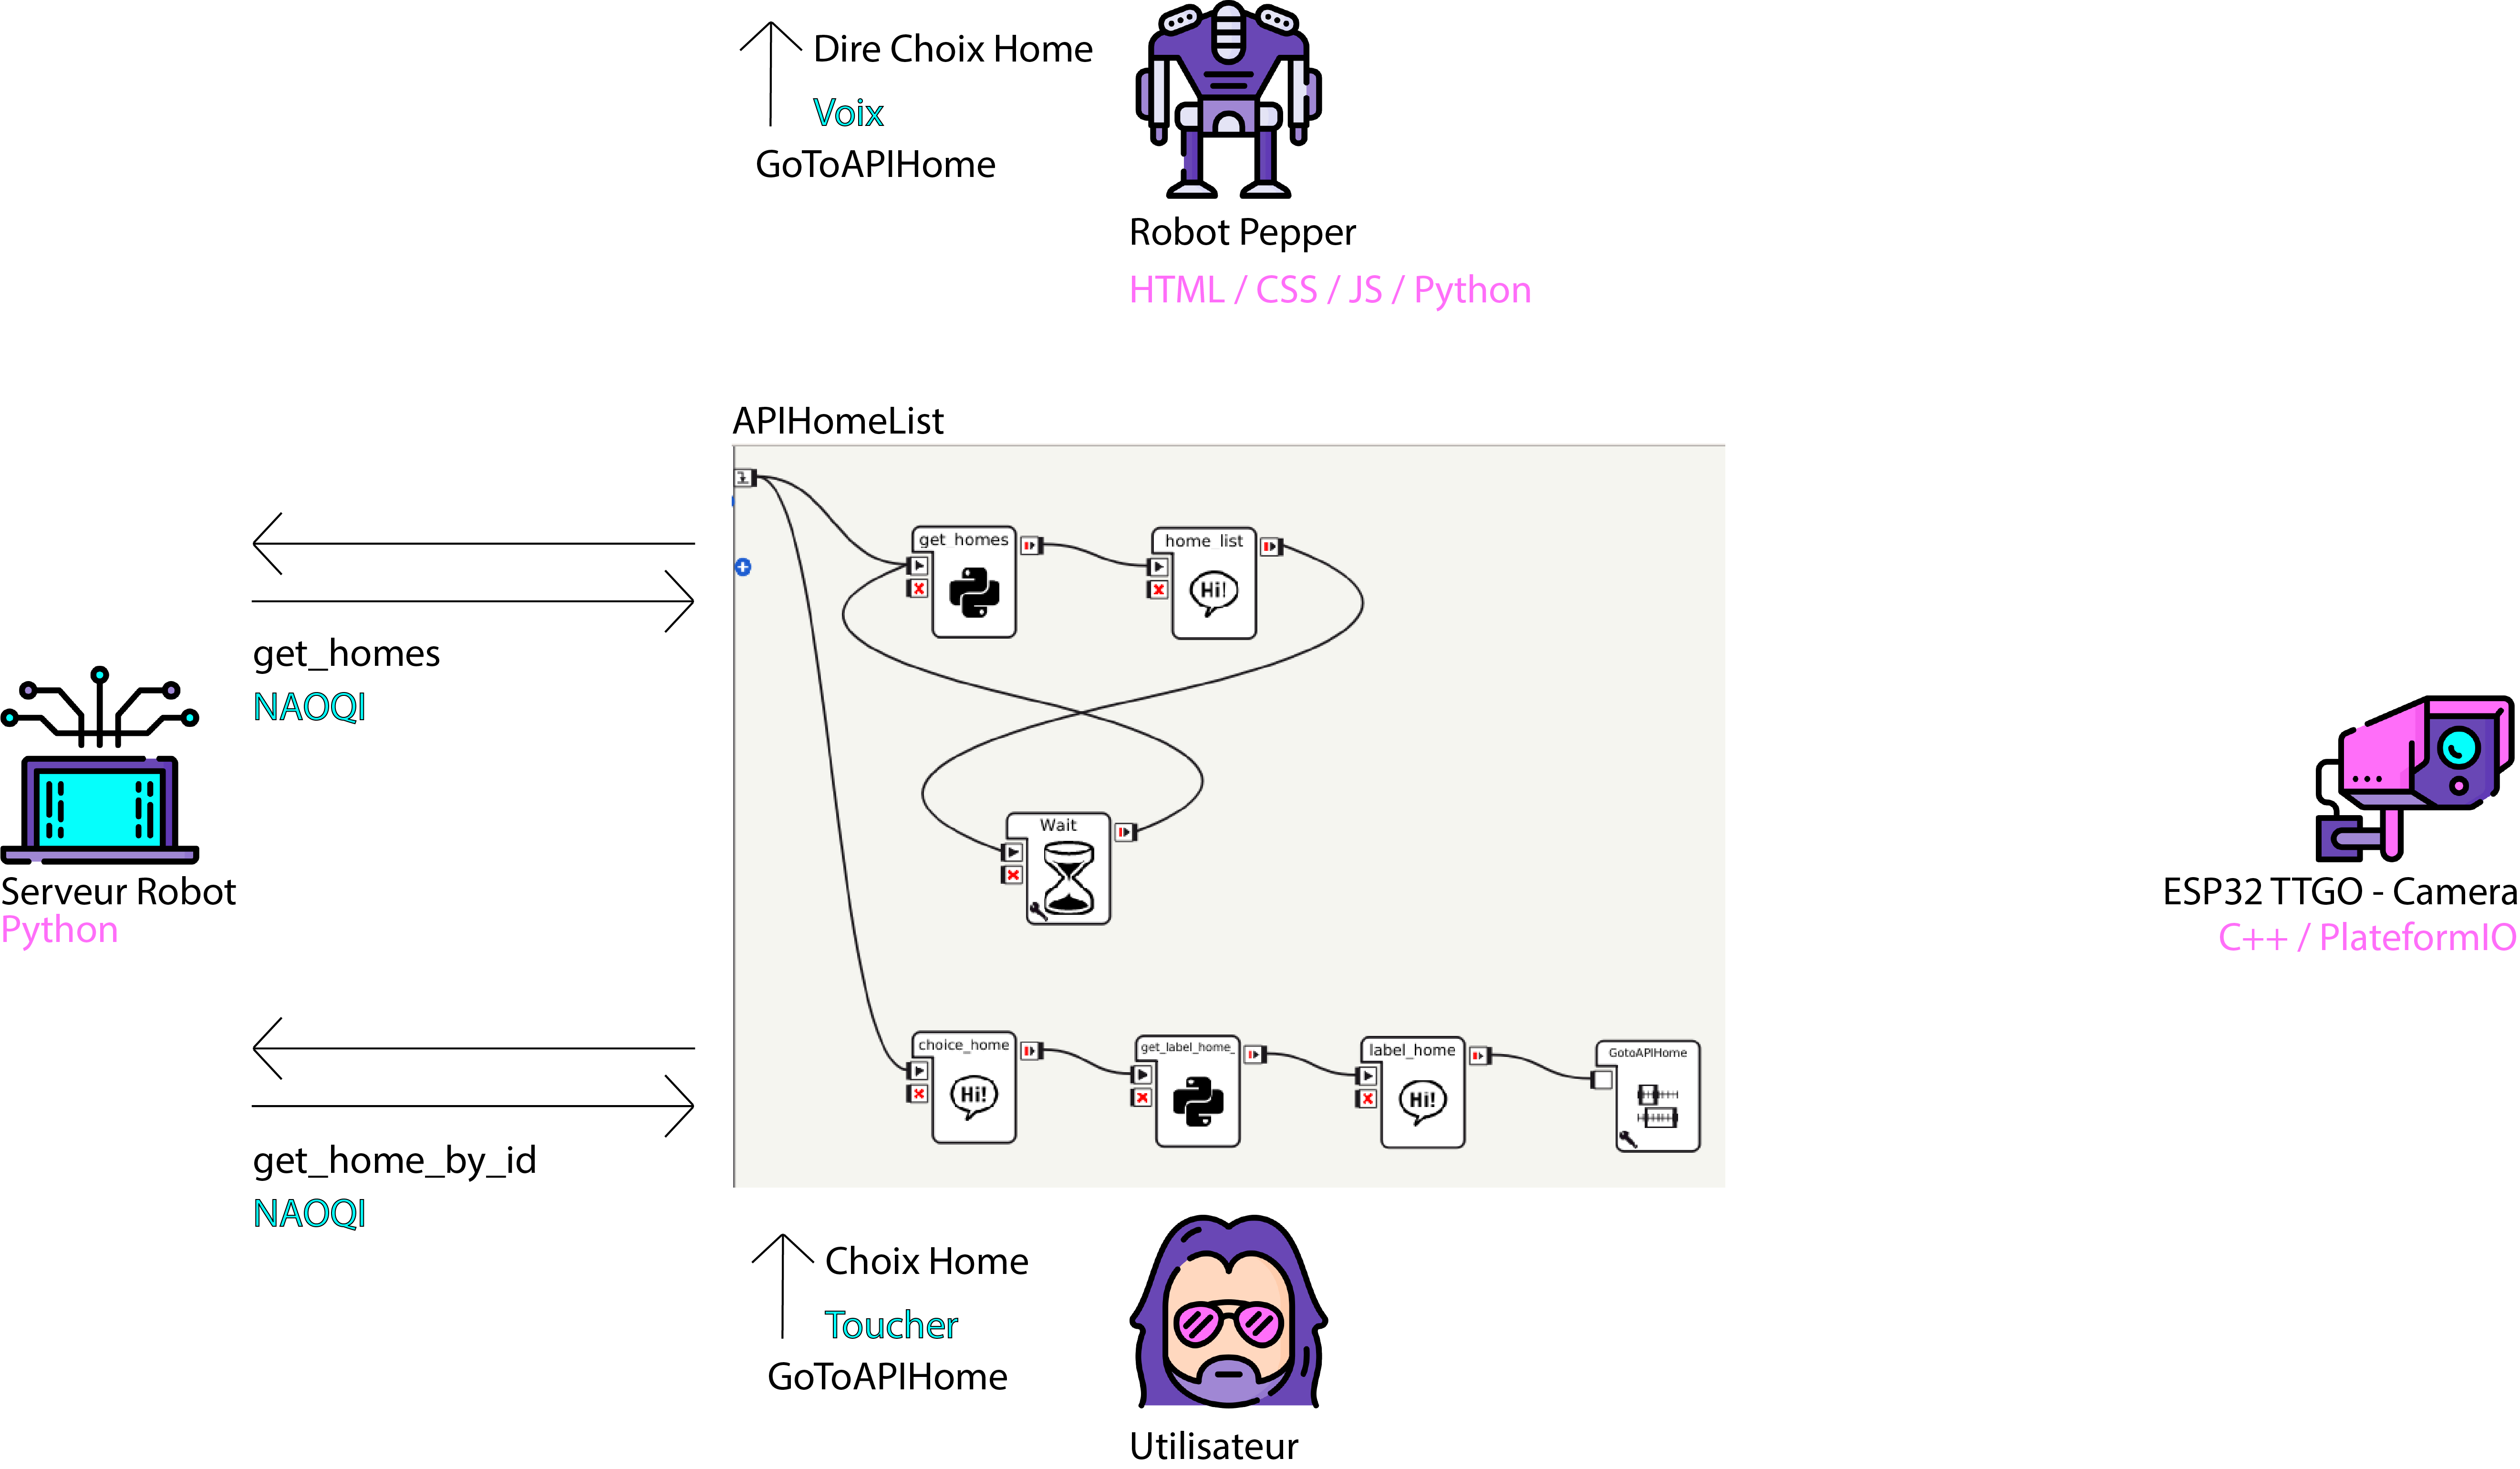 Dire Choix Home
Voix
GoToAPIHome
Robot Pepper
HTML / CSS / JS / Python
APIHomeList
get_homes
home_list
Hi!
get_homes
NAOQI
Wait
Serveur Robot
Python
ESP32 TTGO - Camera
C++ / PlateformIO
choice_home
Hi!
get_label_home_
label_home
Hi!
GotoAPIHome
get_home_by_id
NAOQI
Choix Home
Toucher
GoToAPIHome
Utilisateur